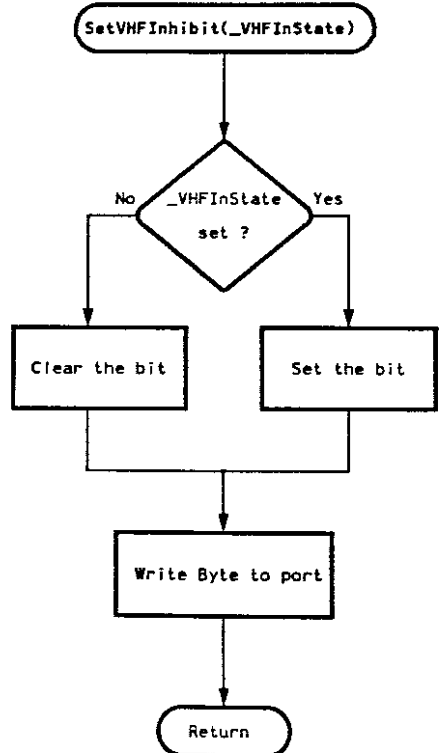 SetVHFInhibit(_VHFInState)
No
_VHFInState
Yes
set ?
Clear the bit
Set the bit
Write Byte to port
Return